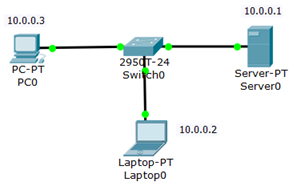 10.0.0.3
10.0.0.1
PC-PT
PC0
2950T-24
Switch0
Server-PT
Server0
10.0.0.2
Laptop-PT
Laptop0